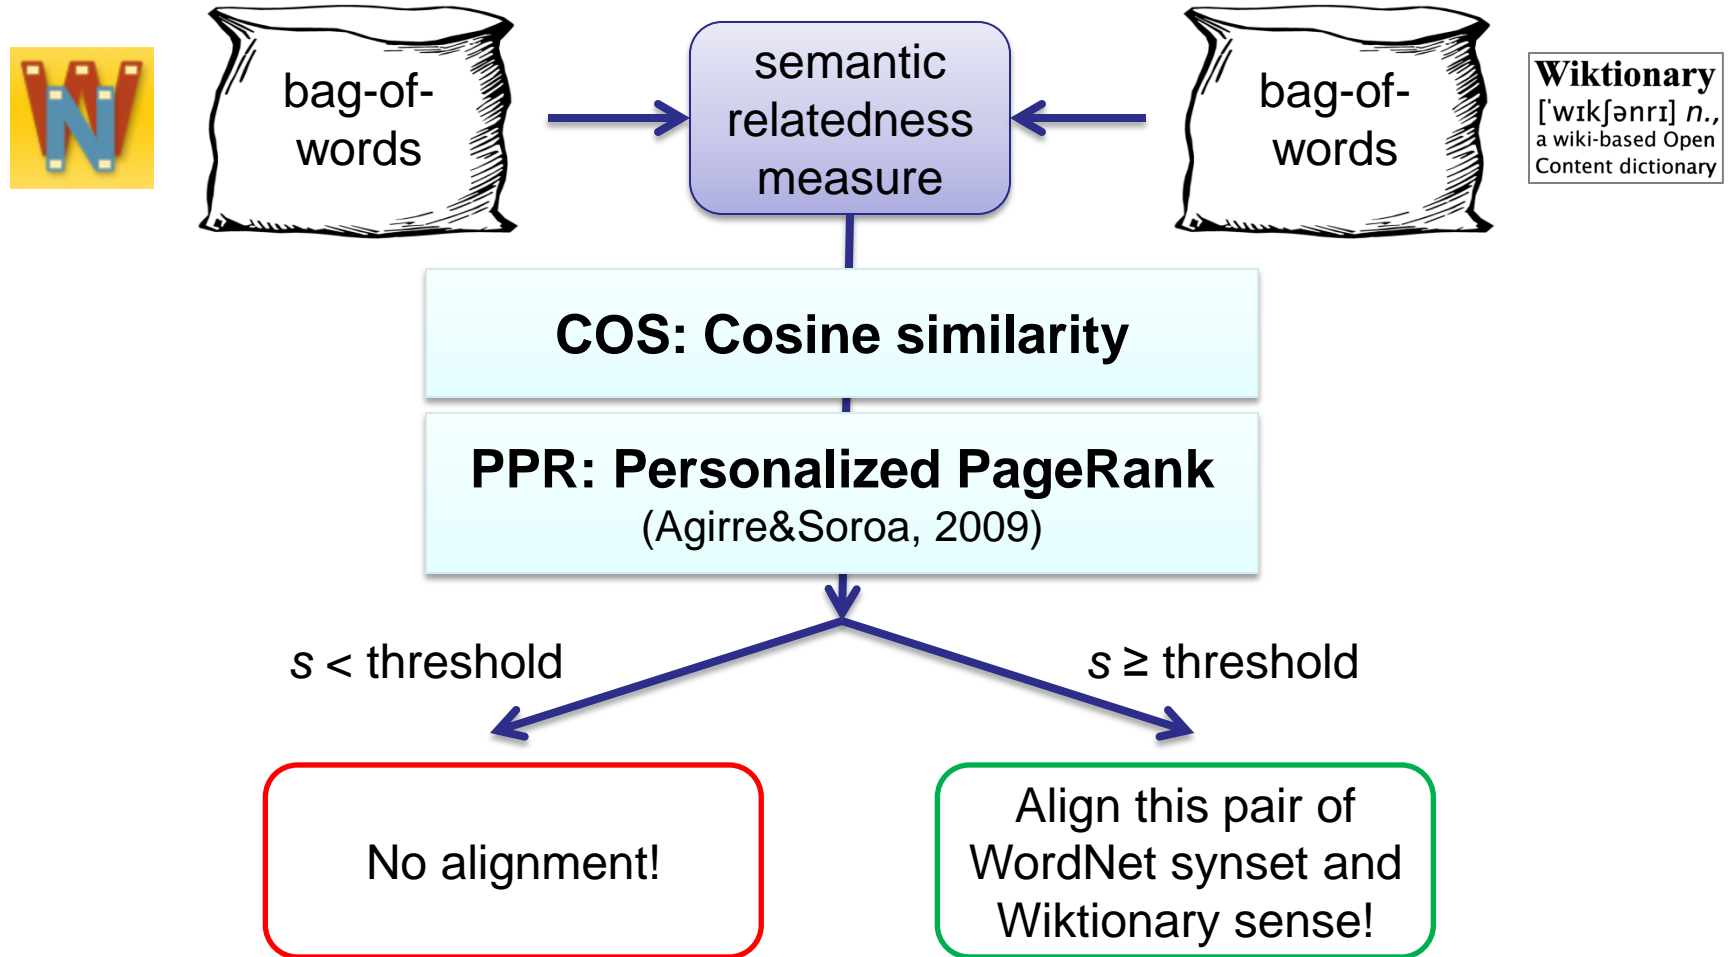 W
N
bag-of-
words
semantic
relatedness
measure
bag-of-
words
Wiktionary
['wɪkʃənrɪ] n.,
a wiki-based Open
Content dictionary
COS: Cosine similarity
PPR: Personalized PageRank
(Agirre&Soroa, 2009)
s < threshold
s ≥ threshold
No alignment!
Align this pair of
WordNet synset and
Wiktionary sense!